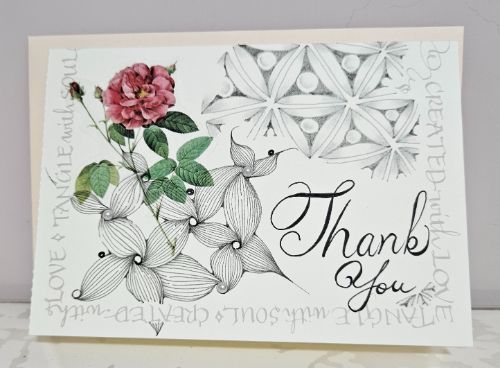 Thank
You
LOVE ◊ TANGLE with SOUL
CREATED with LOVE
TANGLE with SOUL ◊ CREATED with